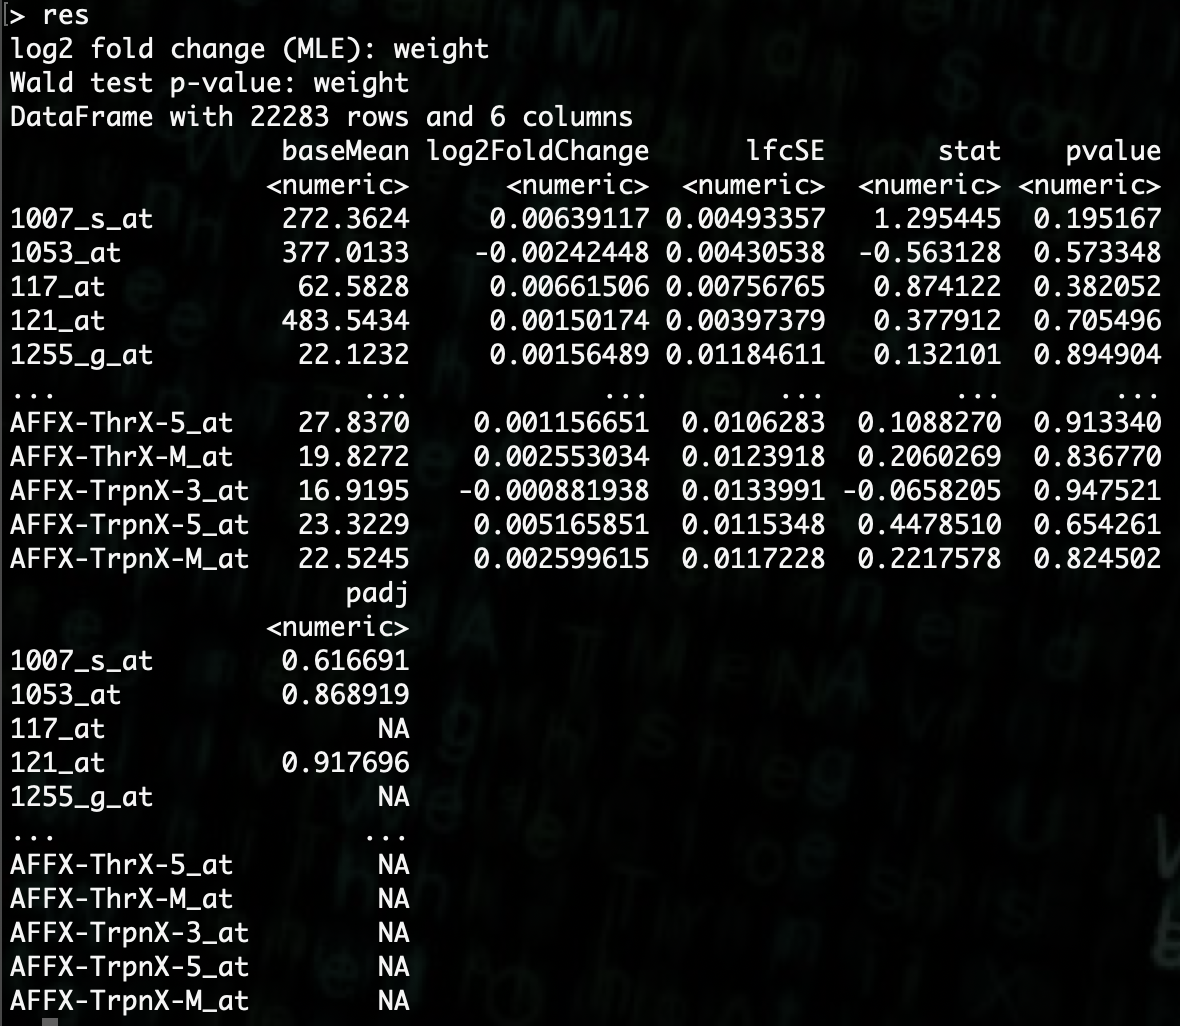 > res
log2 fold change (MLE): weight
Wald test p-value: weight
DataFrame with 22283 rows and 6 columns
baseMean log2FoldChange lfcSE stat pvalue
<numeric> <numeric> <numeric> <numeric> <numeric>
1007_s_at 272.3624 0.00639117 0.00493357 1.295445 0.195167
1053_at 377.0133 -0.00242448 0.00430538 -0.563128 0.573348
117_at 62.5828 0.00661506 0.00756765 0.874122 0.382052
121_at 483.5434 0.00150174 0.00397379 0.377912 0.705496
1255_g_at 22.1232 0.00156489 0.01184611 0.132101 0.894904
... ... ... ... ... ...
AFFX-ThrX-5_at 27.8370 0.001156651 0.0106283 0.1088270 0.913340
AFFX-ThrX-M_at 19.8272 0.002553034 0.0123918 0.2060269 0.836770
AFFX-TrpnX-3_at 16.9195 -0.000881938 0.0133991 -0.0658205 0.947521
AFFX-TrpnX-5_at 23.3229 0.005165851 0.0115348 0.4478510 0.654261
AFFX-TrpnX-M_at 22.5245 0.002599615 0.0117228 0.2217578 0.824502
padj
<numeric>
1007_s_at 0.616691
1053_at 0.868919
117_at NA
121_at 0.917696
1255_g_at NA
... ...
AFFX-ThrX-5_at NA
AFFX-ThrX-M_at NA
AFFX-TrpnX-3_at NA
AFFX-TrpnX-5_at NA
AFFX-TrpnX-M_at NA